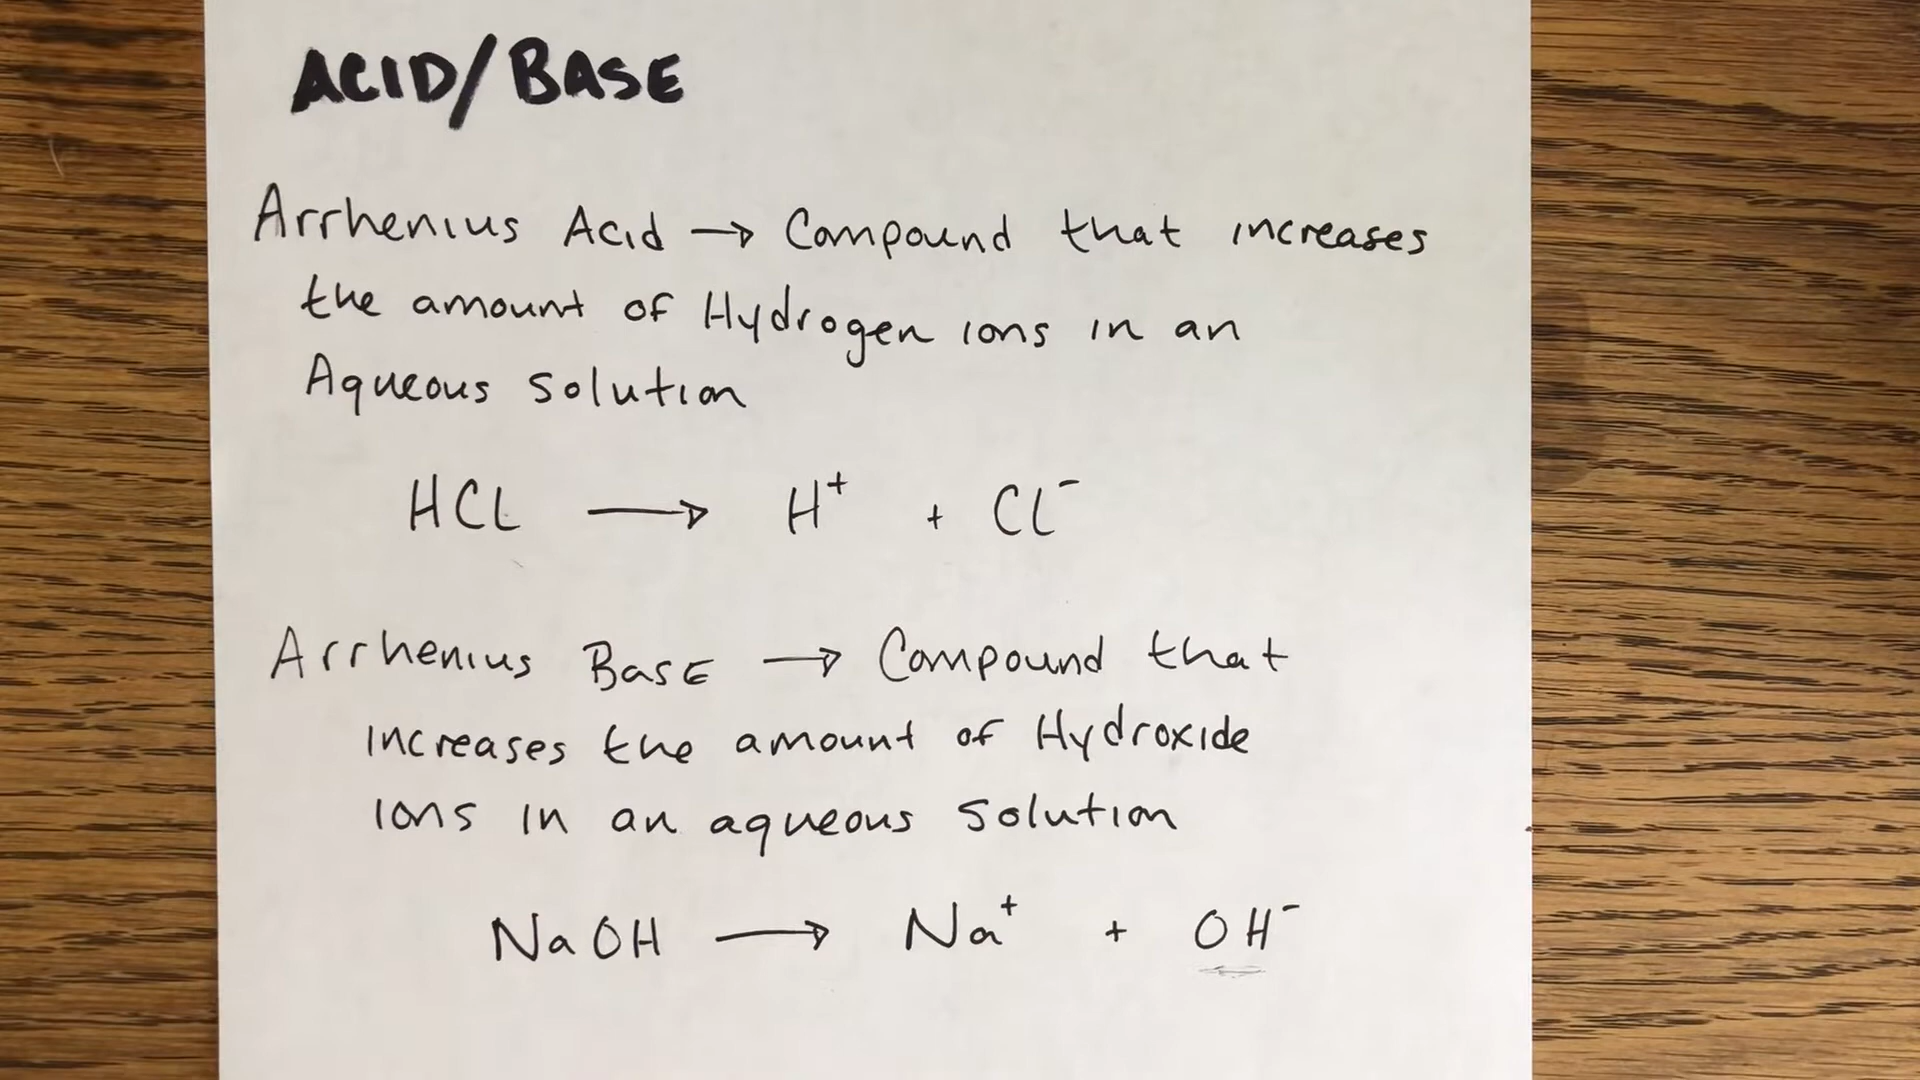 ACID/BASE
Arrhenius Acid → Compound that increases
the amount of Hydrogen ions in an
Aqueous solution
HCl → H⁺ + Cl⁻
Arrhenius Base → Compound that
increases the amount of Hydroxide
ions in an aqueous solution
NaOH → Na⁺ + OH⁻